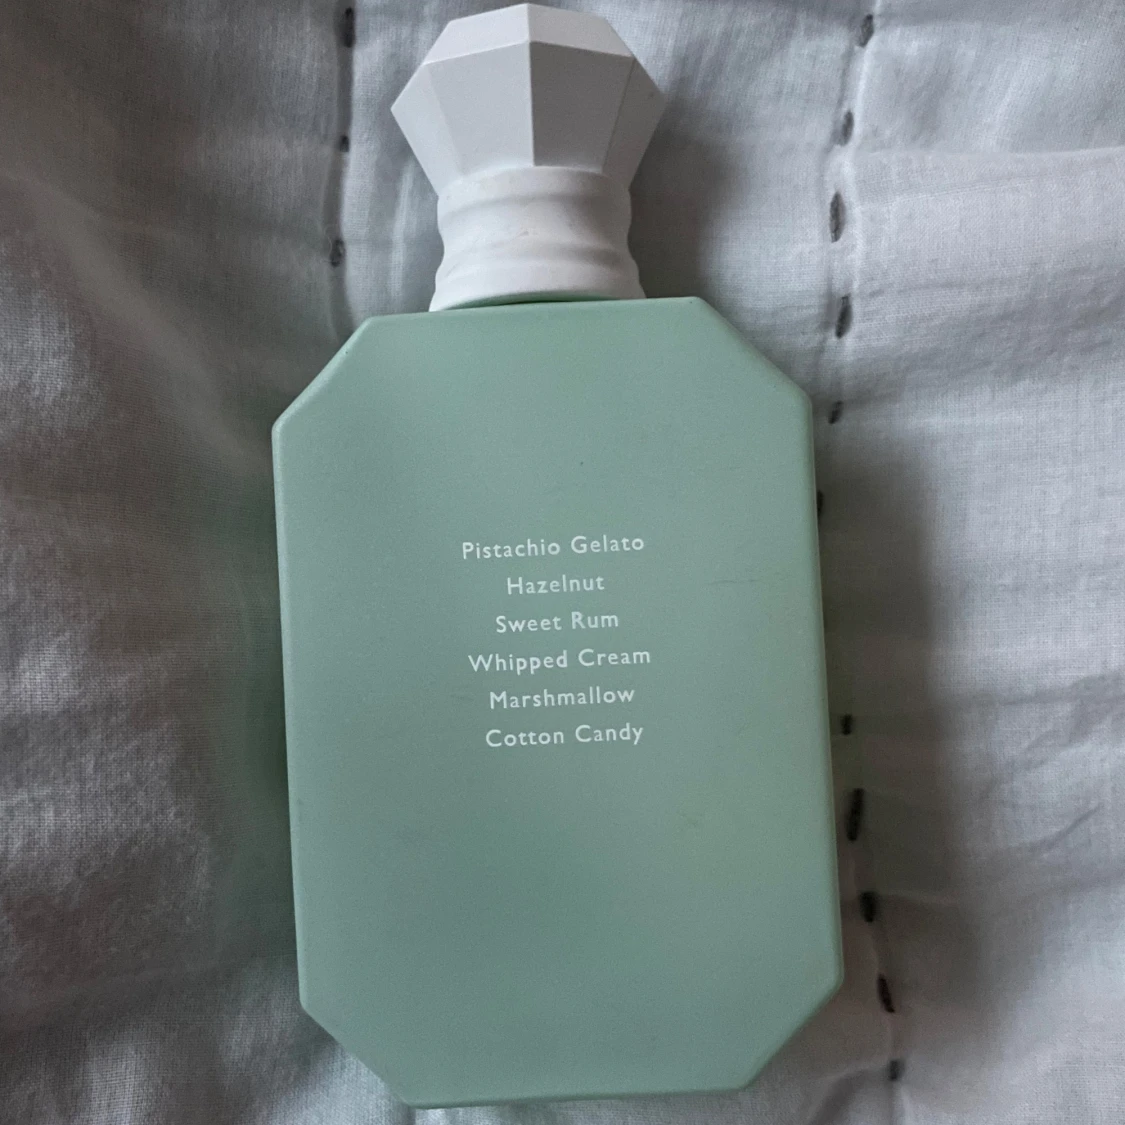 Pistachio Gelato
Hazelnut
Sweet Rum
Whipped Cream
Marshmallow
Cotton Candy